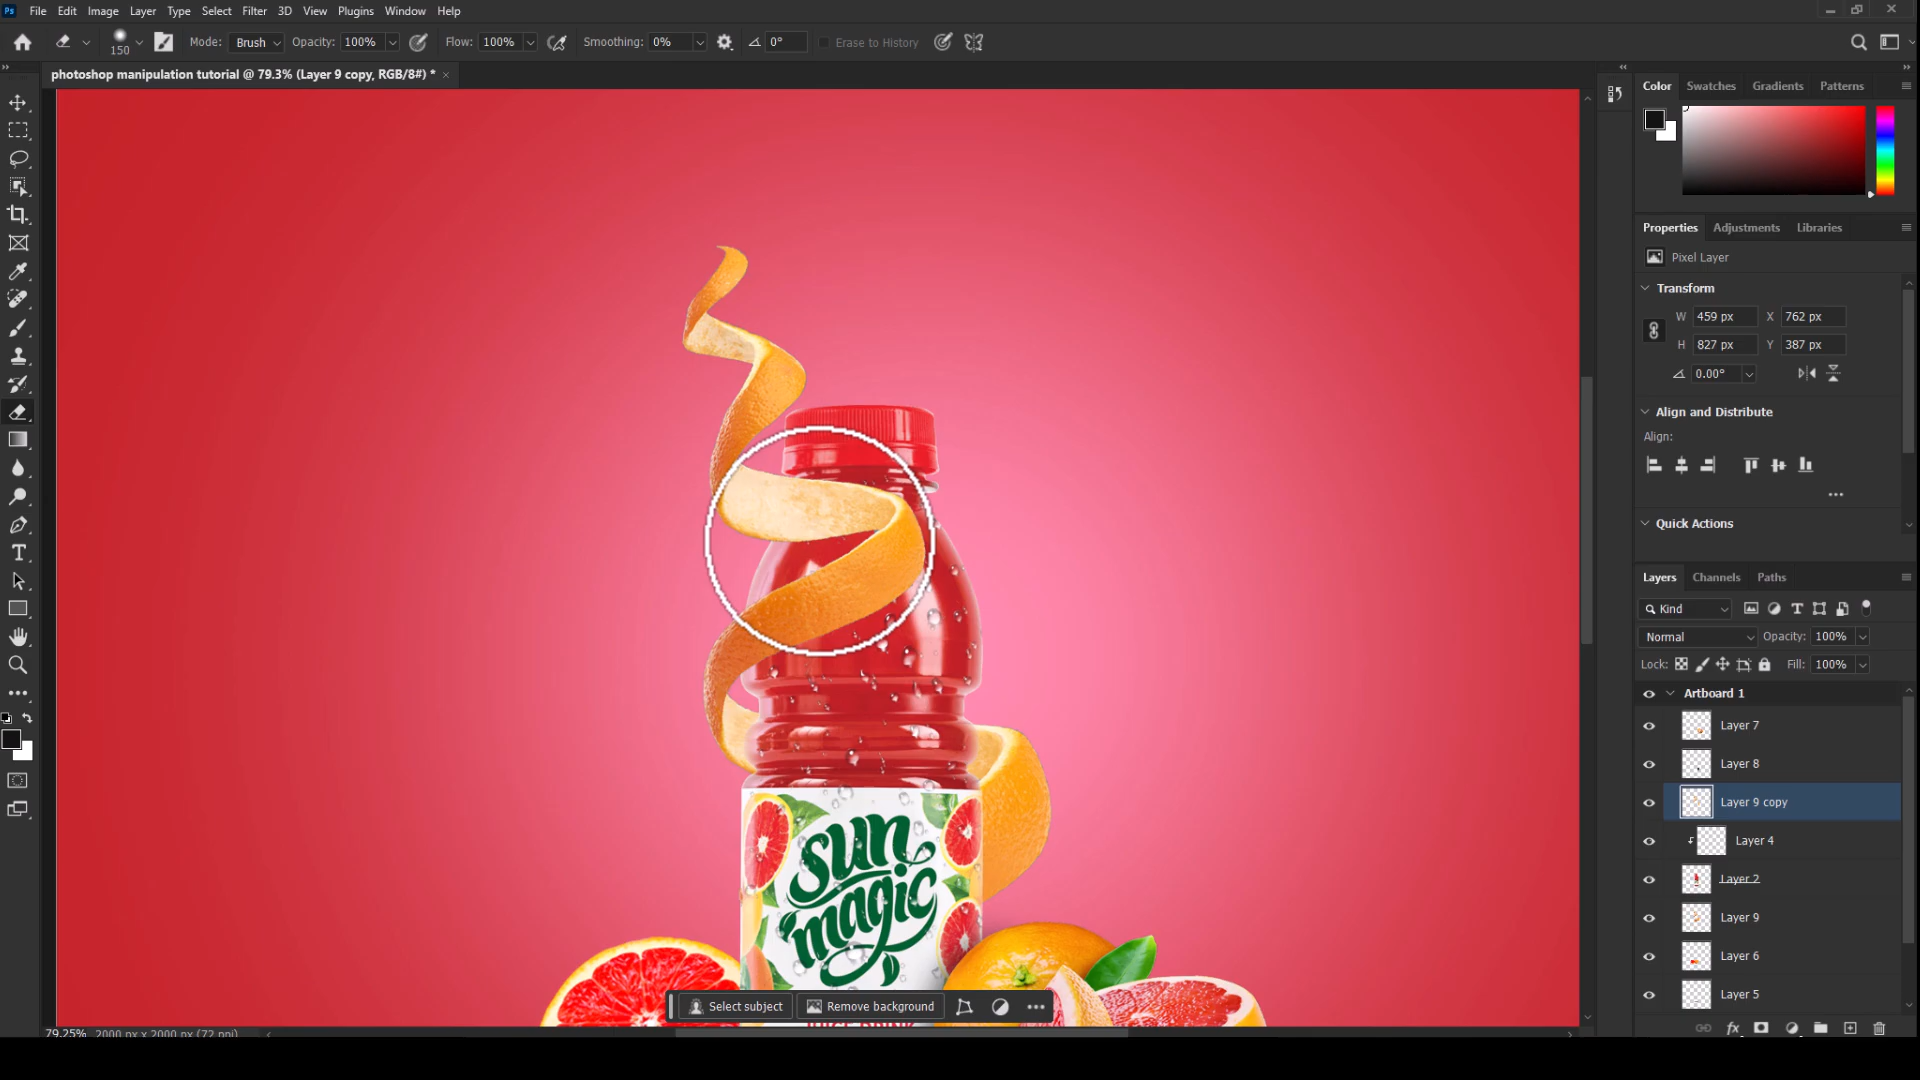 Ps File Edit Image Layer Type Select Filter 3D View Plugins Window Help
150 Mode: Brush Opacity: 100% Flow: 100% Smoothing: 0% 0° Erase to History
photoshop manipulation tutorial @ 79.3% (Layer 9 copy, RGB/8#) * ×
Color Swatches Gradients Patterns
Properties Adjustments Libraries
Pixel Layer
Transform
W 459 px X 762 px
H 827 px Y 387 px
0.00°
Align and Distribute
Align:
Quick Actions
Layers Channels Paths
Kind
Normal Opacity: 100%
Lock: Fill: 100%
Artboard 1
Layer 7
Layer 8
Layer 9 copy
Layer 4
Layer 2
Layer 9
Layer 6
Layer 5
sun
magic
JUICE DRINK
Select subject Remove background
79.25% 2000 px x 2000 px (72 ppi)